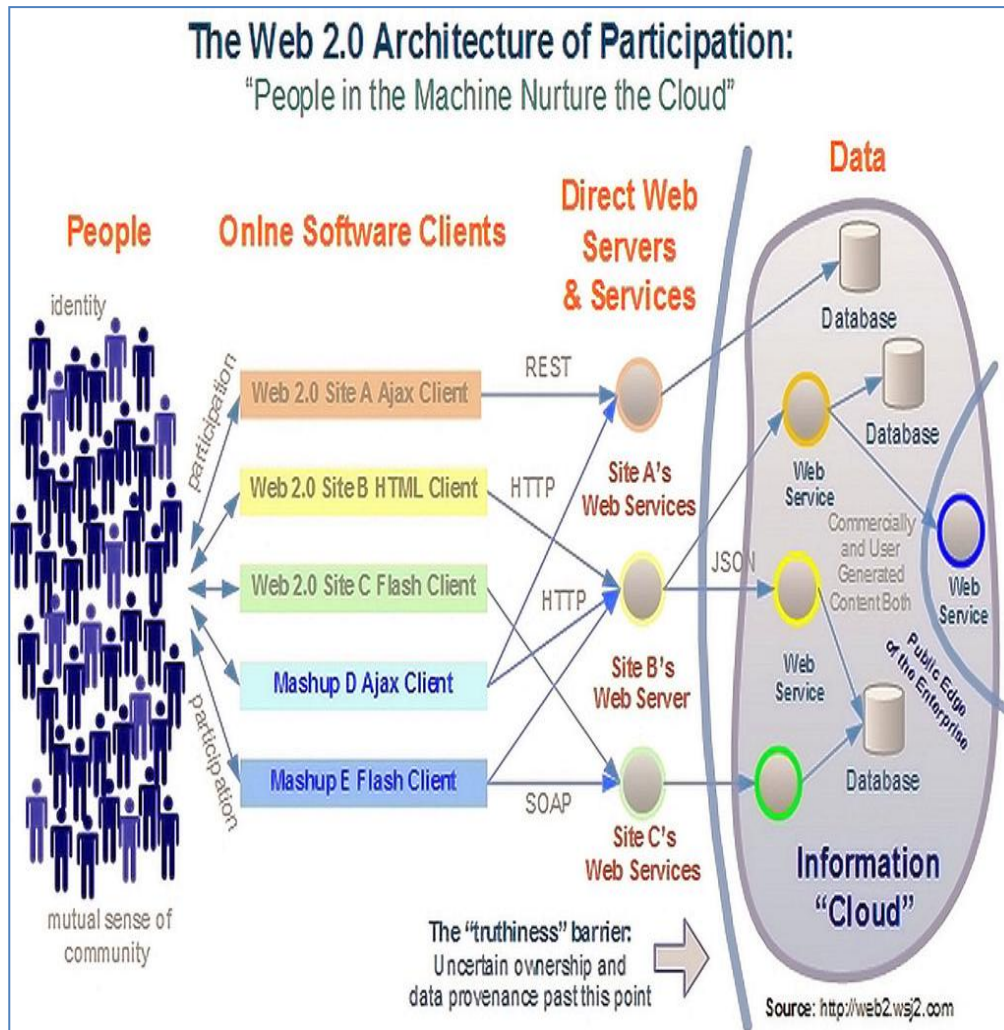 The Web 2.0 Architecture of Participation:
“People in the Machine Nurture the Cloud”
People
Onlne Software Clients
Direct Web
Servers
& Services
Data
identity
participation
Web 2.0 Site A Ajax Client
Web 2.0 Site B HTML Client
Web 2.0 Site C Flash Client
Mashup D Ajax Client
Mashup E Flash Client
participation
mutual sense of
community
REST
HTTP
HTTP
SOAP
Site A's
Web Services
Site B's
Web Server
Site C's
Web Services
JSON
Database
Database
Web
Service
Commercially
and User
Generated
Content Both
Web
Service
Web
Service
Public Edge
of the Enterprise
Database
Information
“Cloud”
The “truthiness” barrier:
Uncertain ownership and
data provenance past this point
Source: http://web2.wsj2.com